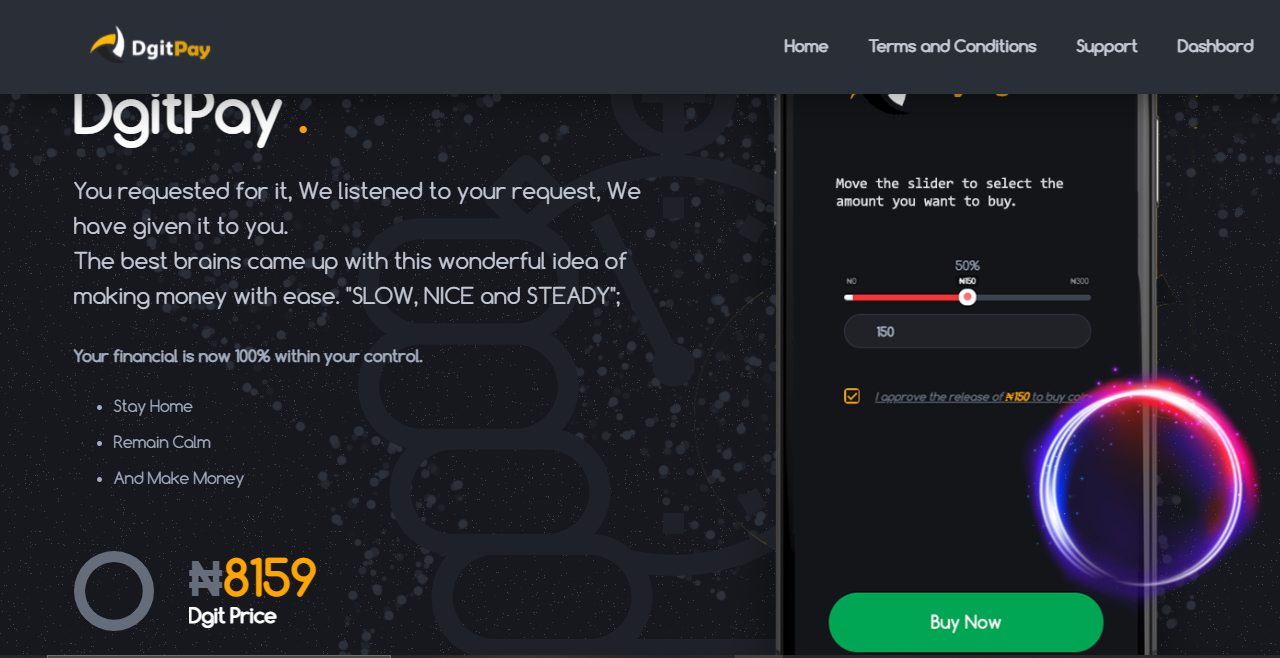 DgitPay
Home
Terms and Conditions
Support
Dashbord
DgitPay .
You requested for it, We listened to your request, We
have given it to you.
The best brains came up with this wonderful idea of
making money with ease. "SLOW, NICE and STEADY";
Your financial is now 100% within your control.
Stay Home
Remain Calm
And Make Money
₦8159
Dgit Price
Move the slider to select the
amount you want to buy.
50%
₦0
₦150
₦300
150
I approve the release of ₦150 to buy
Buy Now